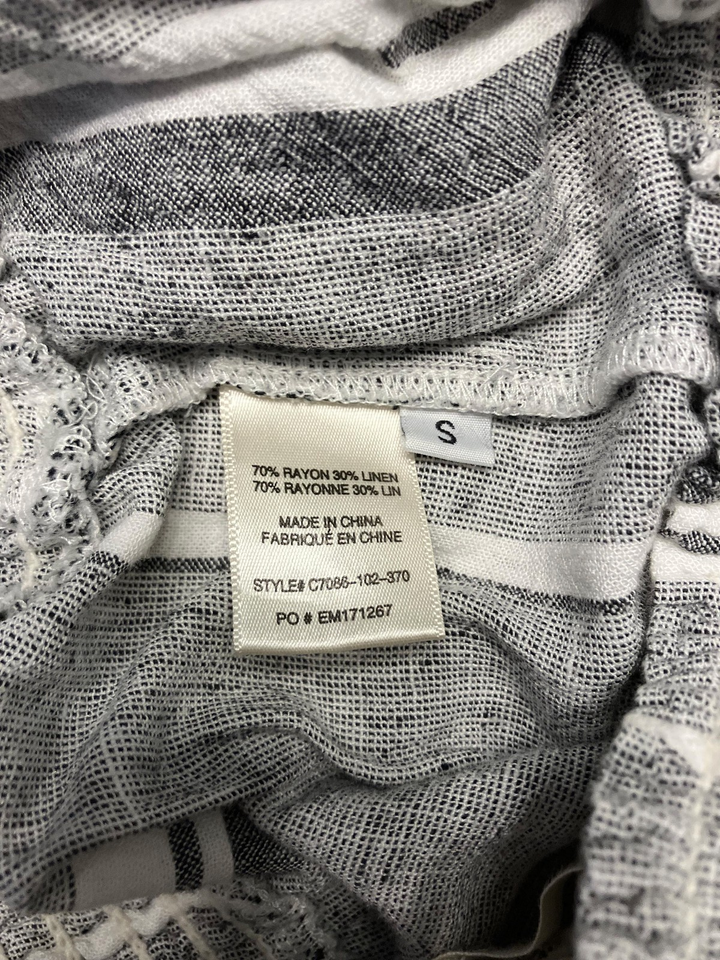 70% RAYON 30% LINEN
70% RAYONNE 30% LIN
MADE IN CHINA
FABRIQUÉ EN CHINE
STYLE# C7086-102-370
PO # EM171267
S